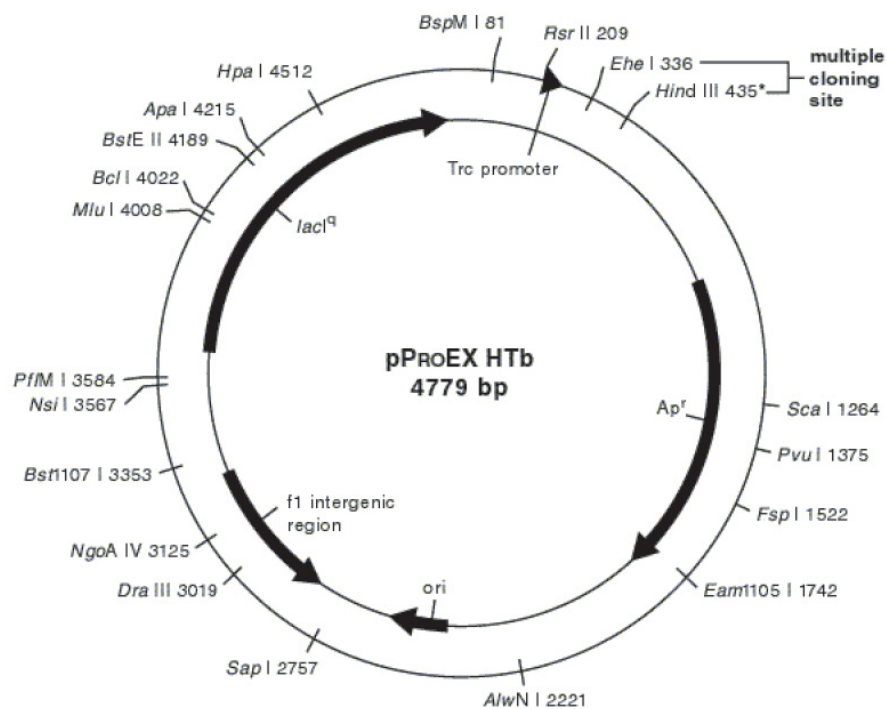 BspM I 81
Rsr II 209
Ehe I 336
Hind III 435*
multiple
cloning
site
Hpa I 4512
Apa I 4215
BstE II 4189
Bcl I 4022
Mlu I 4008
Trc promoter
lacIq
pPROEX HTb
4779 bp
PflM I 3584
Nsi I 3567
Apr
Sca I 1264
Pvu I 1375
Bst1107 I 3353
f1 intergenic
region
Fsp I 1522
NgoA IV 3125
Dra III 3019
ori
Eam1105 I 1742
Sap I 2757
AlwN I 2221